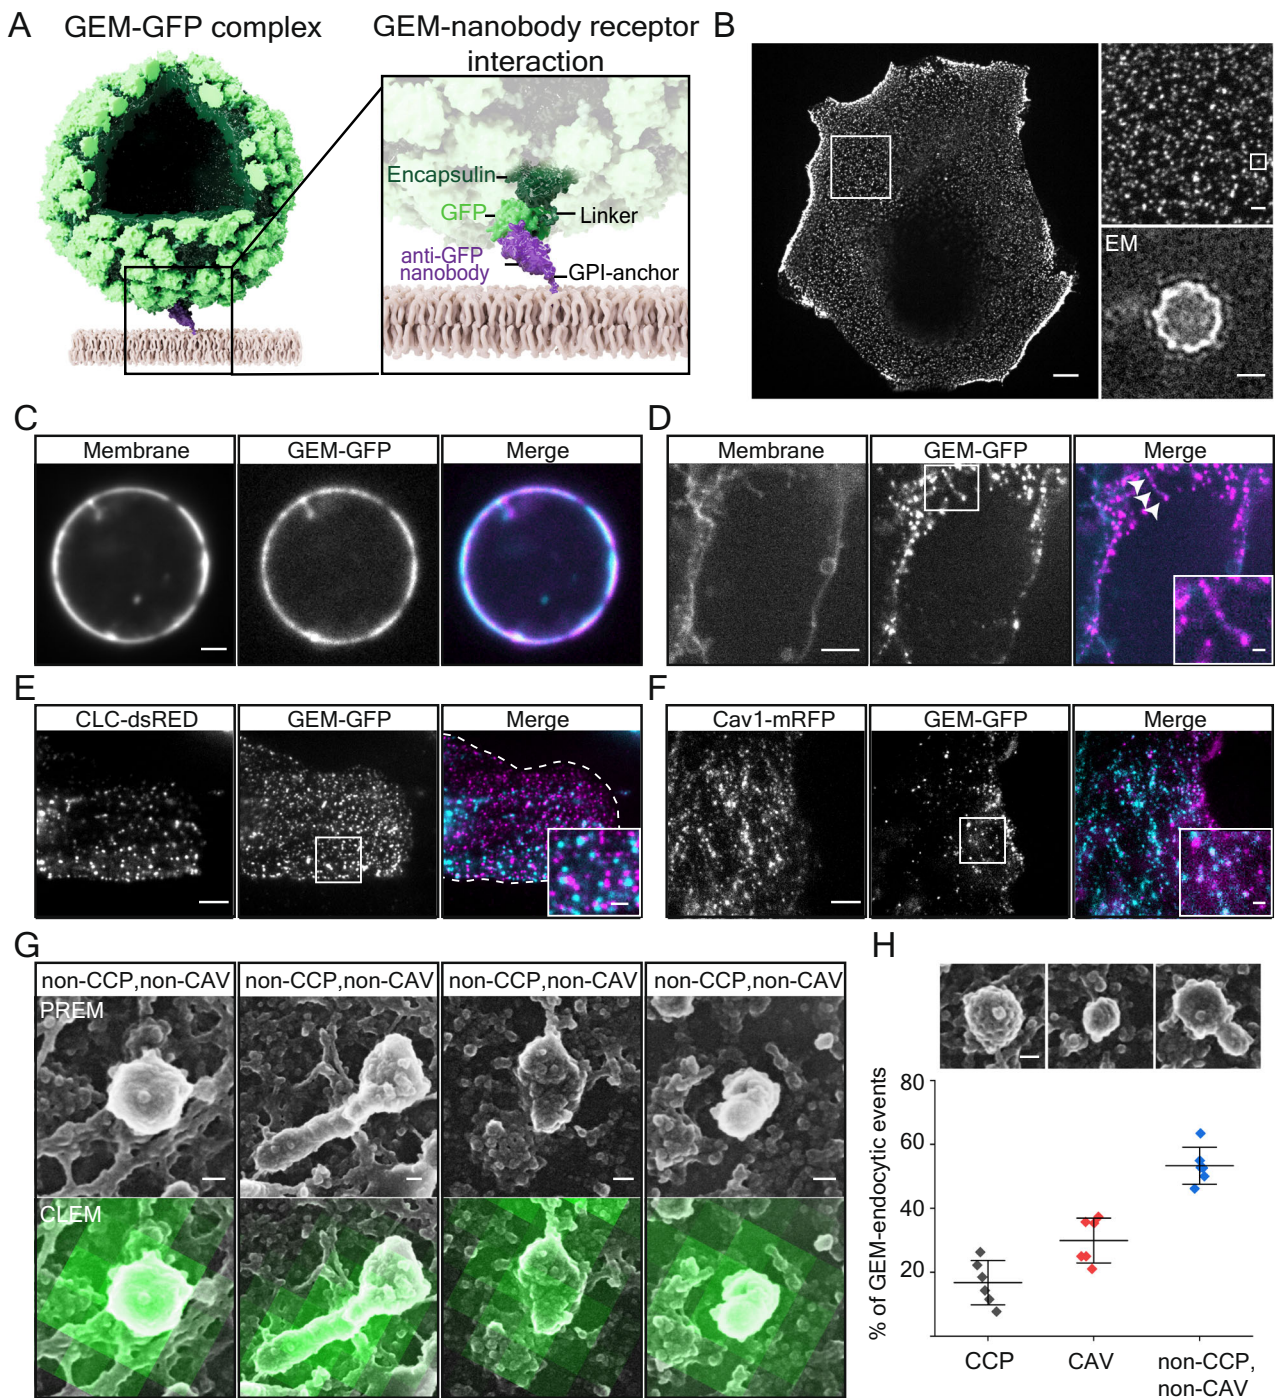 A
GEM-GFP complex
GEM-nanobody receptor
interaction
Encapsulin
GFP
Linker
anti-GFP
nanobody
GPI-anchor
B
EM
C
Membrane
GEM-GFP
Merge
D
Membrane
GEM-GFP
Merge
E
CLC-dsRED
GEM-GFP
Merge
F
Cav1-mRFP
GEM-GFP
Merge
G
non-CCP,non-CAV
non-CCP,non-CAV
non-CCP,non-CAV
non-CCP,non-CAV
PREM
CLEM
H
% of GEM-endocytic events
80
60
40
20
CCP
CAV
non-CCP,
non-CAV